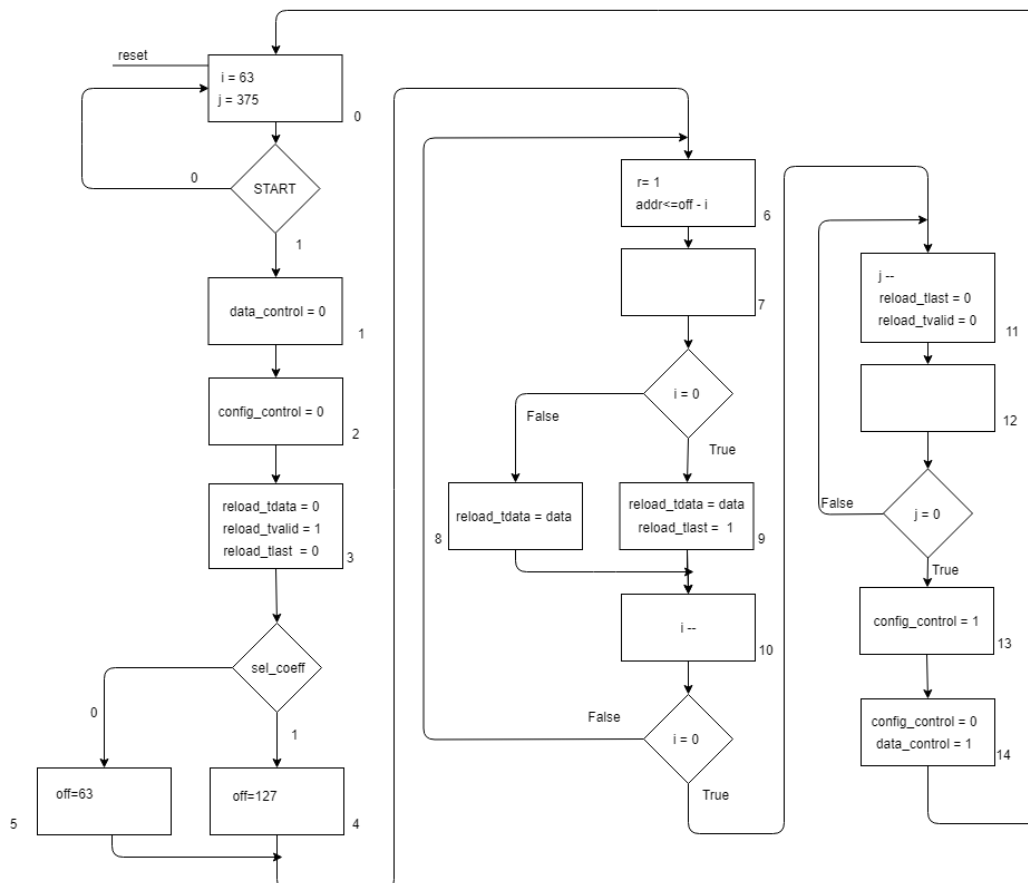 reset
i = 63
j = 375
0
0
START
1
data_control = 0
1
config_control = 0
2
reload_tdata = 0
reload_tvalid = 1
reload_tlast = 0
3
sel_coeff
0
1
off=63
5
off=127
4
r= 1
addr<=off - i
6
7
i = 0
False
True
reload_tdata = data
8
reload_tdata = data
reload_tlast = 1
9
i --
10
False
i = 0
True
j --
reload_tlast = 0
reload_tvalid = 0
11
12
False
j = 0
True
config_control = 1
13
config_control = 0
data_control = 1
14